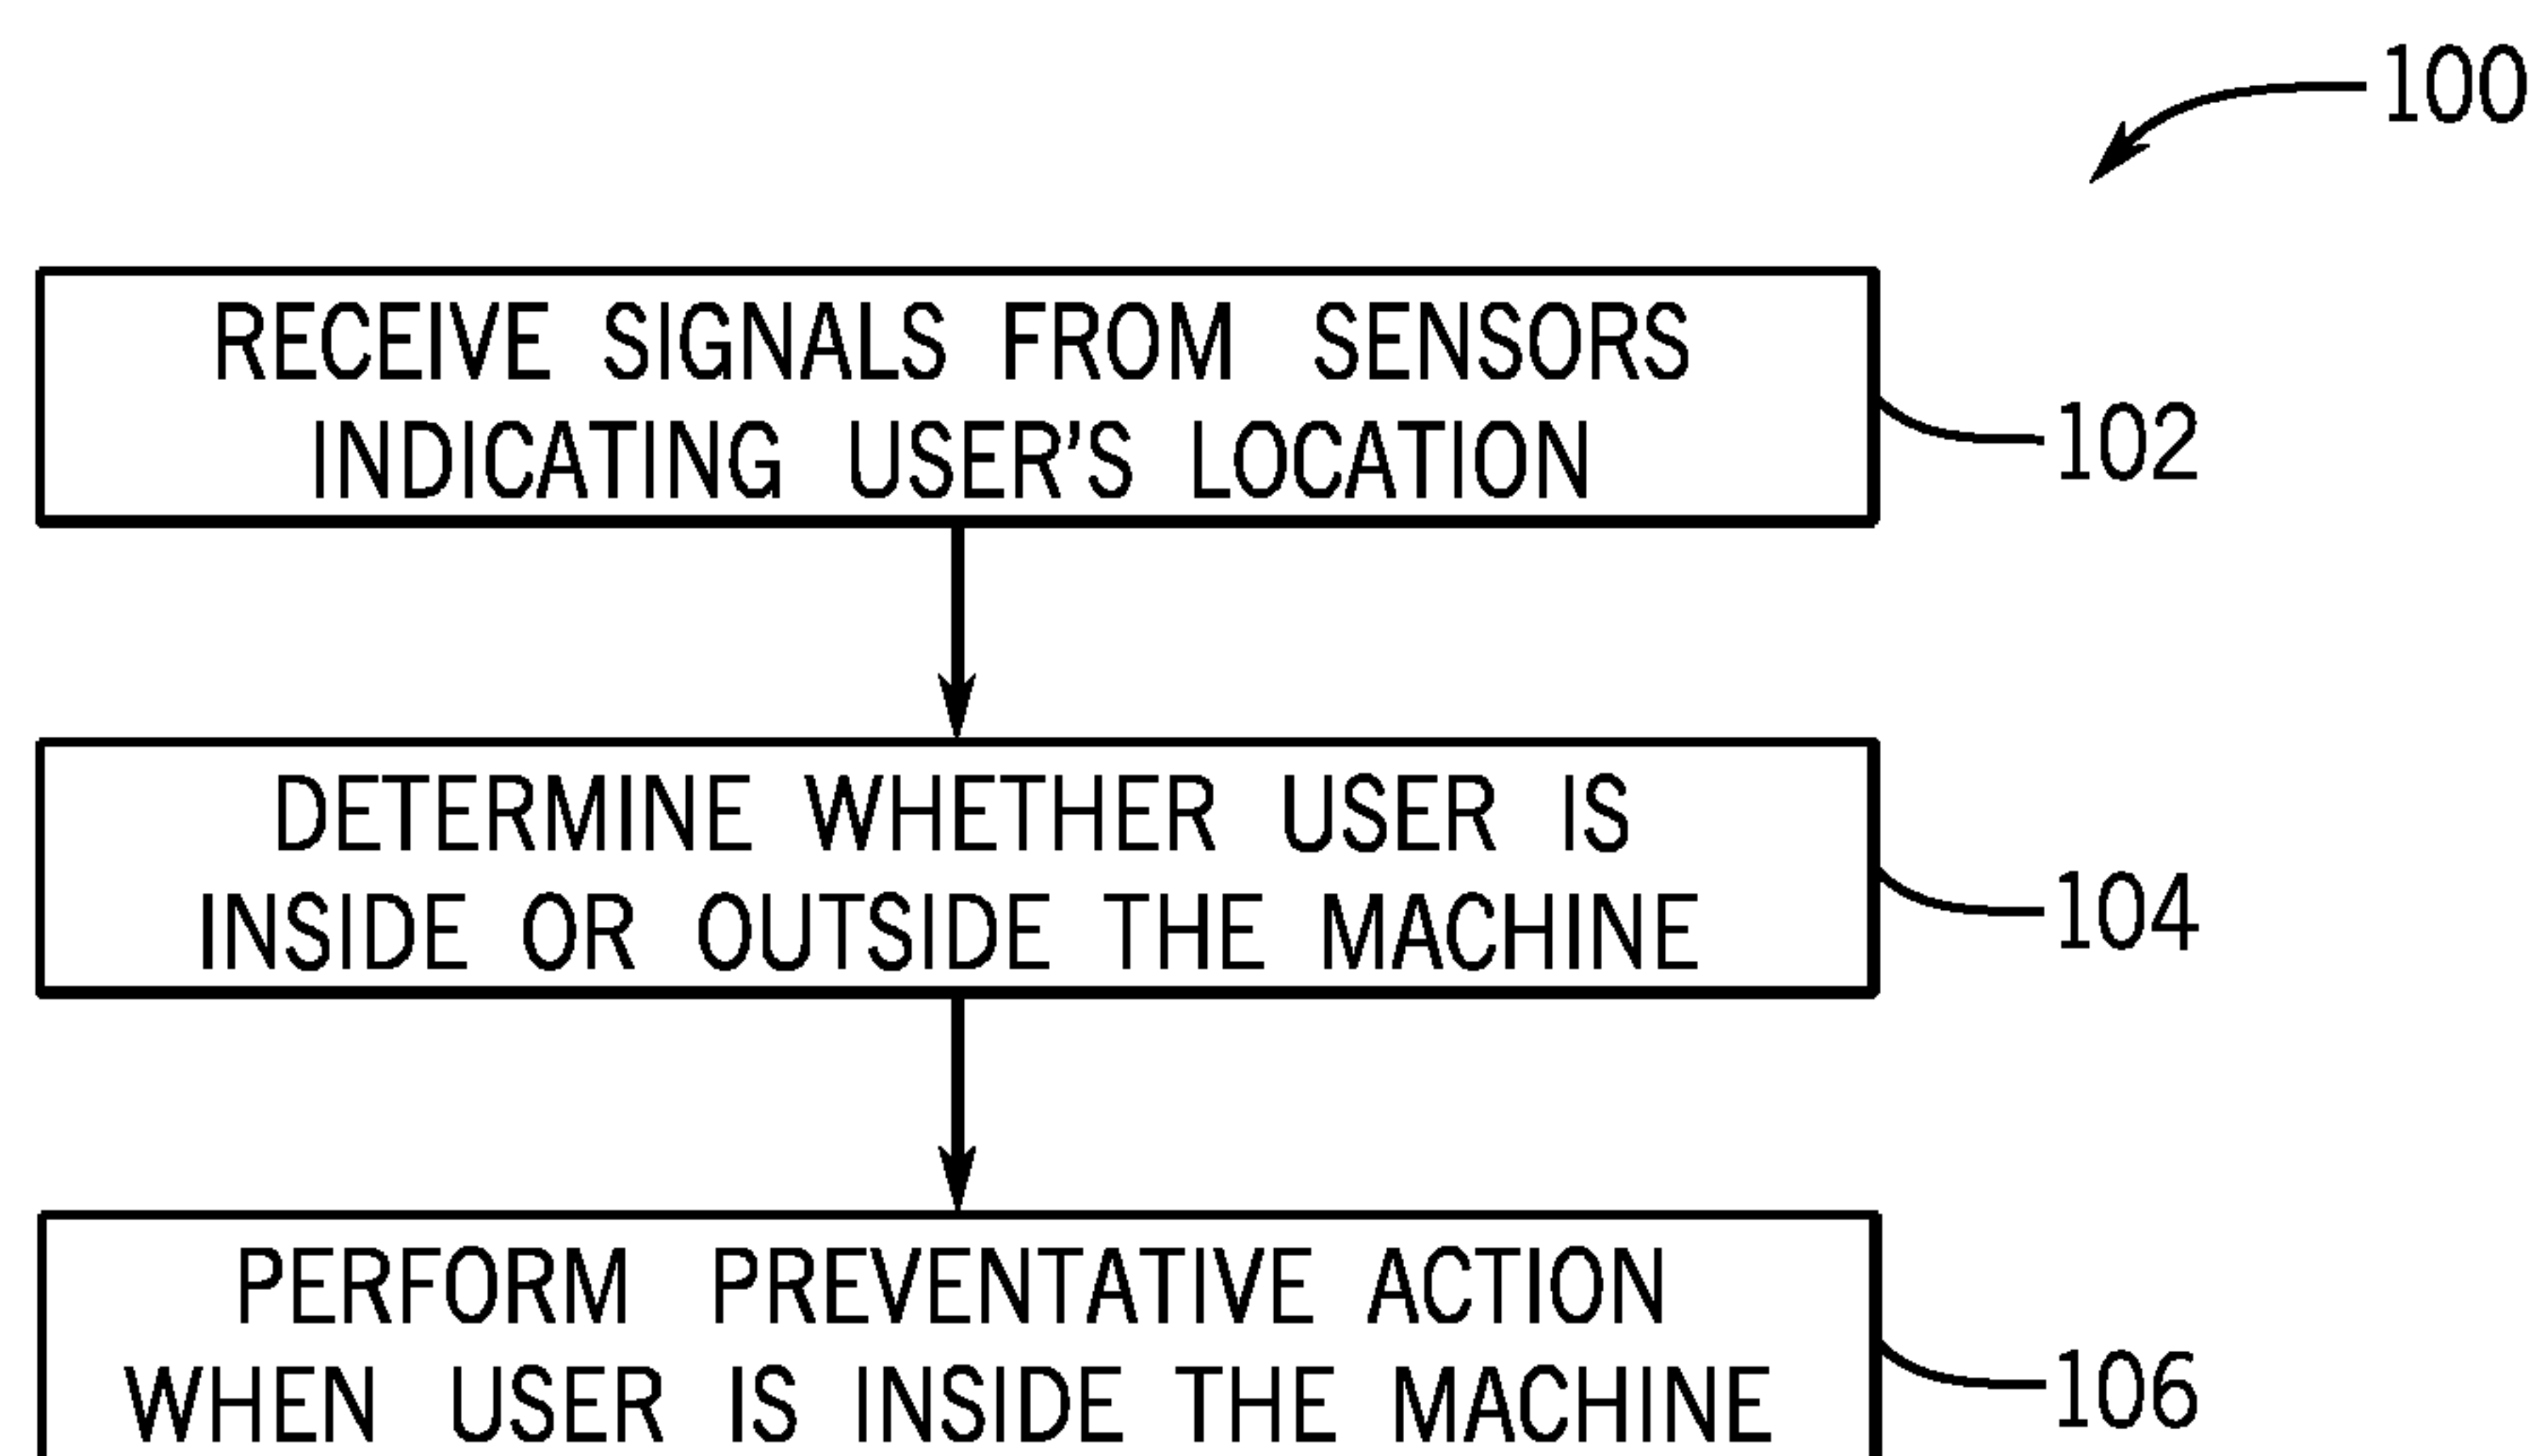 100
RECEIVE SIGNALS FROM SENSORS
INDICATING USER'S LOCATION
102
DETERMINE WHETHER USER IS
INSIDE OR OUTSIDE THE MACHINE
104
PERFORM PREVENTATIVE ACTION
WHEN USER IS INSIDE THE MACHINE
106